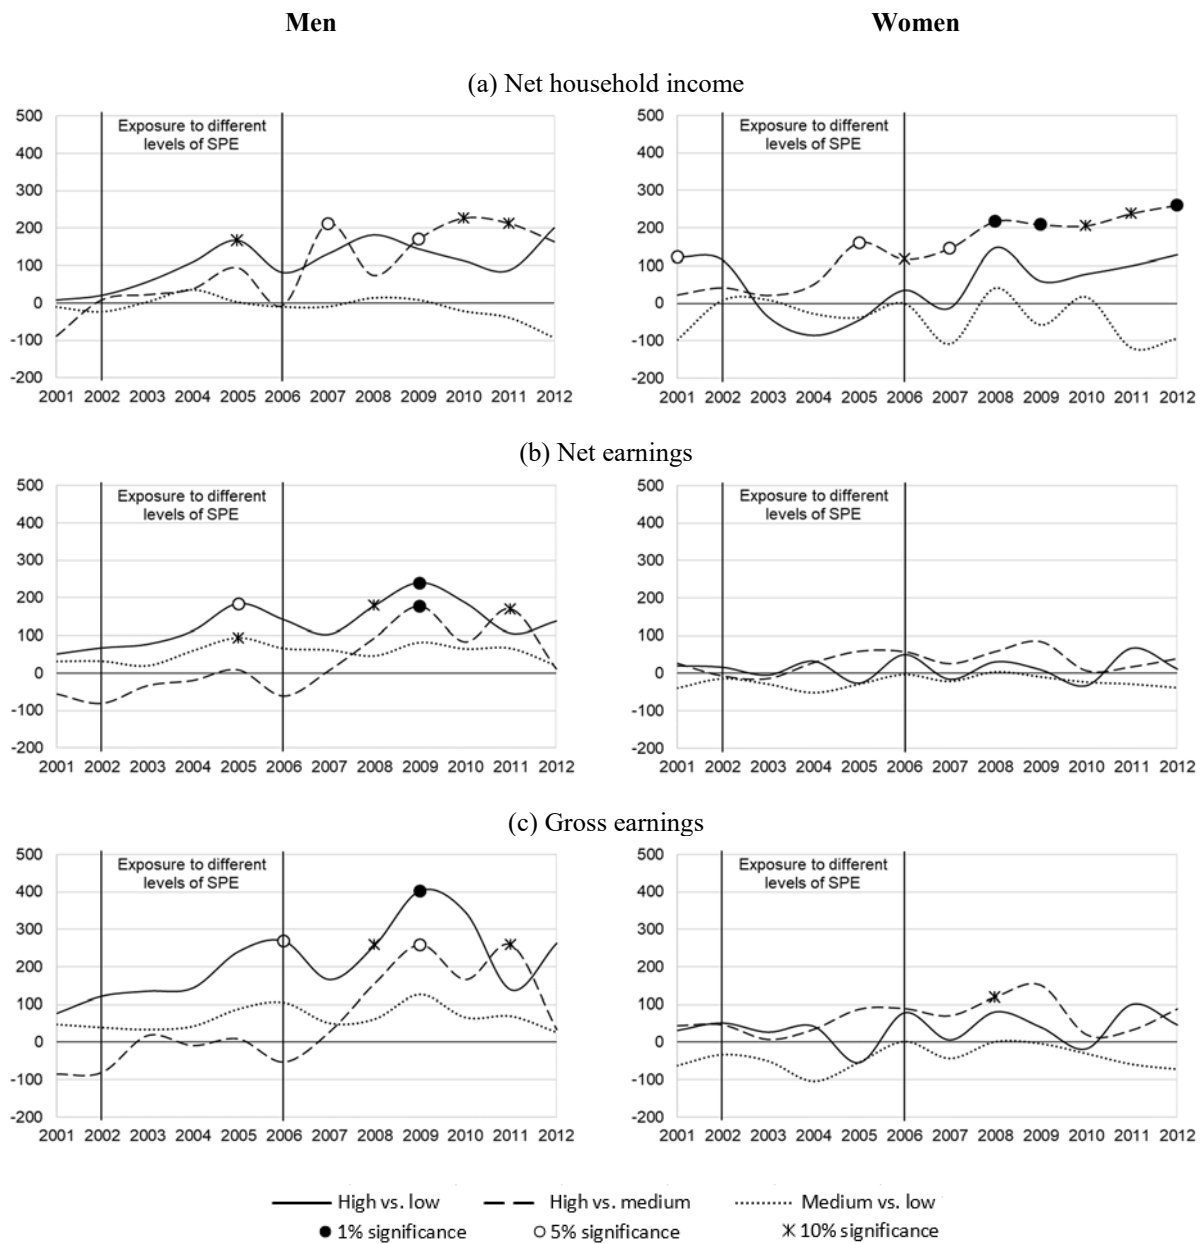 Men Women
(a) Net household income
500 500
Exposure to different Exposure to different
levels of SPE levels of SPE
400 400
300 300
200 200
100 100
0 0
-100 -100
-200 -200
2001 2002 2003 2004 2005 2006 2007 2008 2009 2010 2011 2012 2001 2002 2003 2004 2005 2006 2007 2008 2009 2010 2011 2012
(b) Net earnings
500 500
Exposure to different Exposure to different
levels of SPE levels of SPE
400 400
300 300
200 200
100 100
0 0
-100 -100
-200 -200
2001 2002 2003 2004 2005 2006 2007 2008 2009 2010 2011 2012 2001 2002 2003 2004 2005 2006 2007 2008 2009 2010 2011 2012
(c) Gross earnings
500 500
Exposure to different Exposure to different
levels of SPE levels of SPE
400 400
300 300
200 200
100 100
0 0
-100 -100
-200 -200
2001 2002 2003 2004 2005 2006 2007 2008 2009 2010 2011 2012 2001 2002 2003 2004 2005 2006 2007 2008 2009 2010 2011 2012
High vs. low High vs. medium Medium vs. low
1% significance 5% significance 10% significance